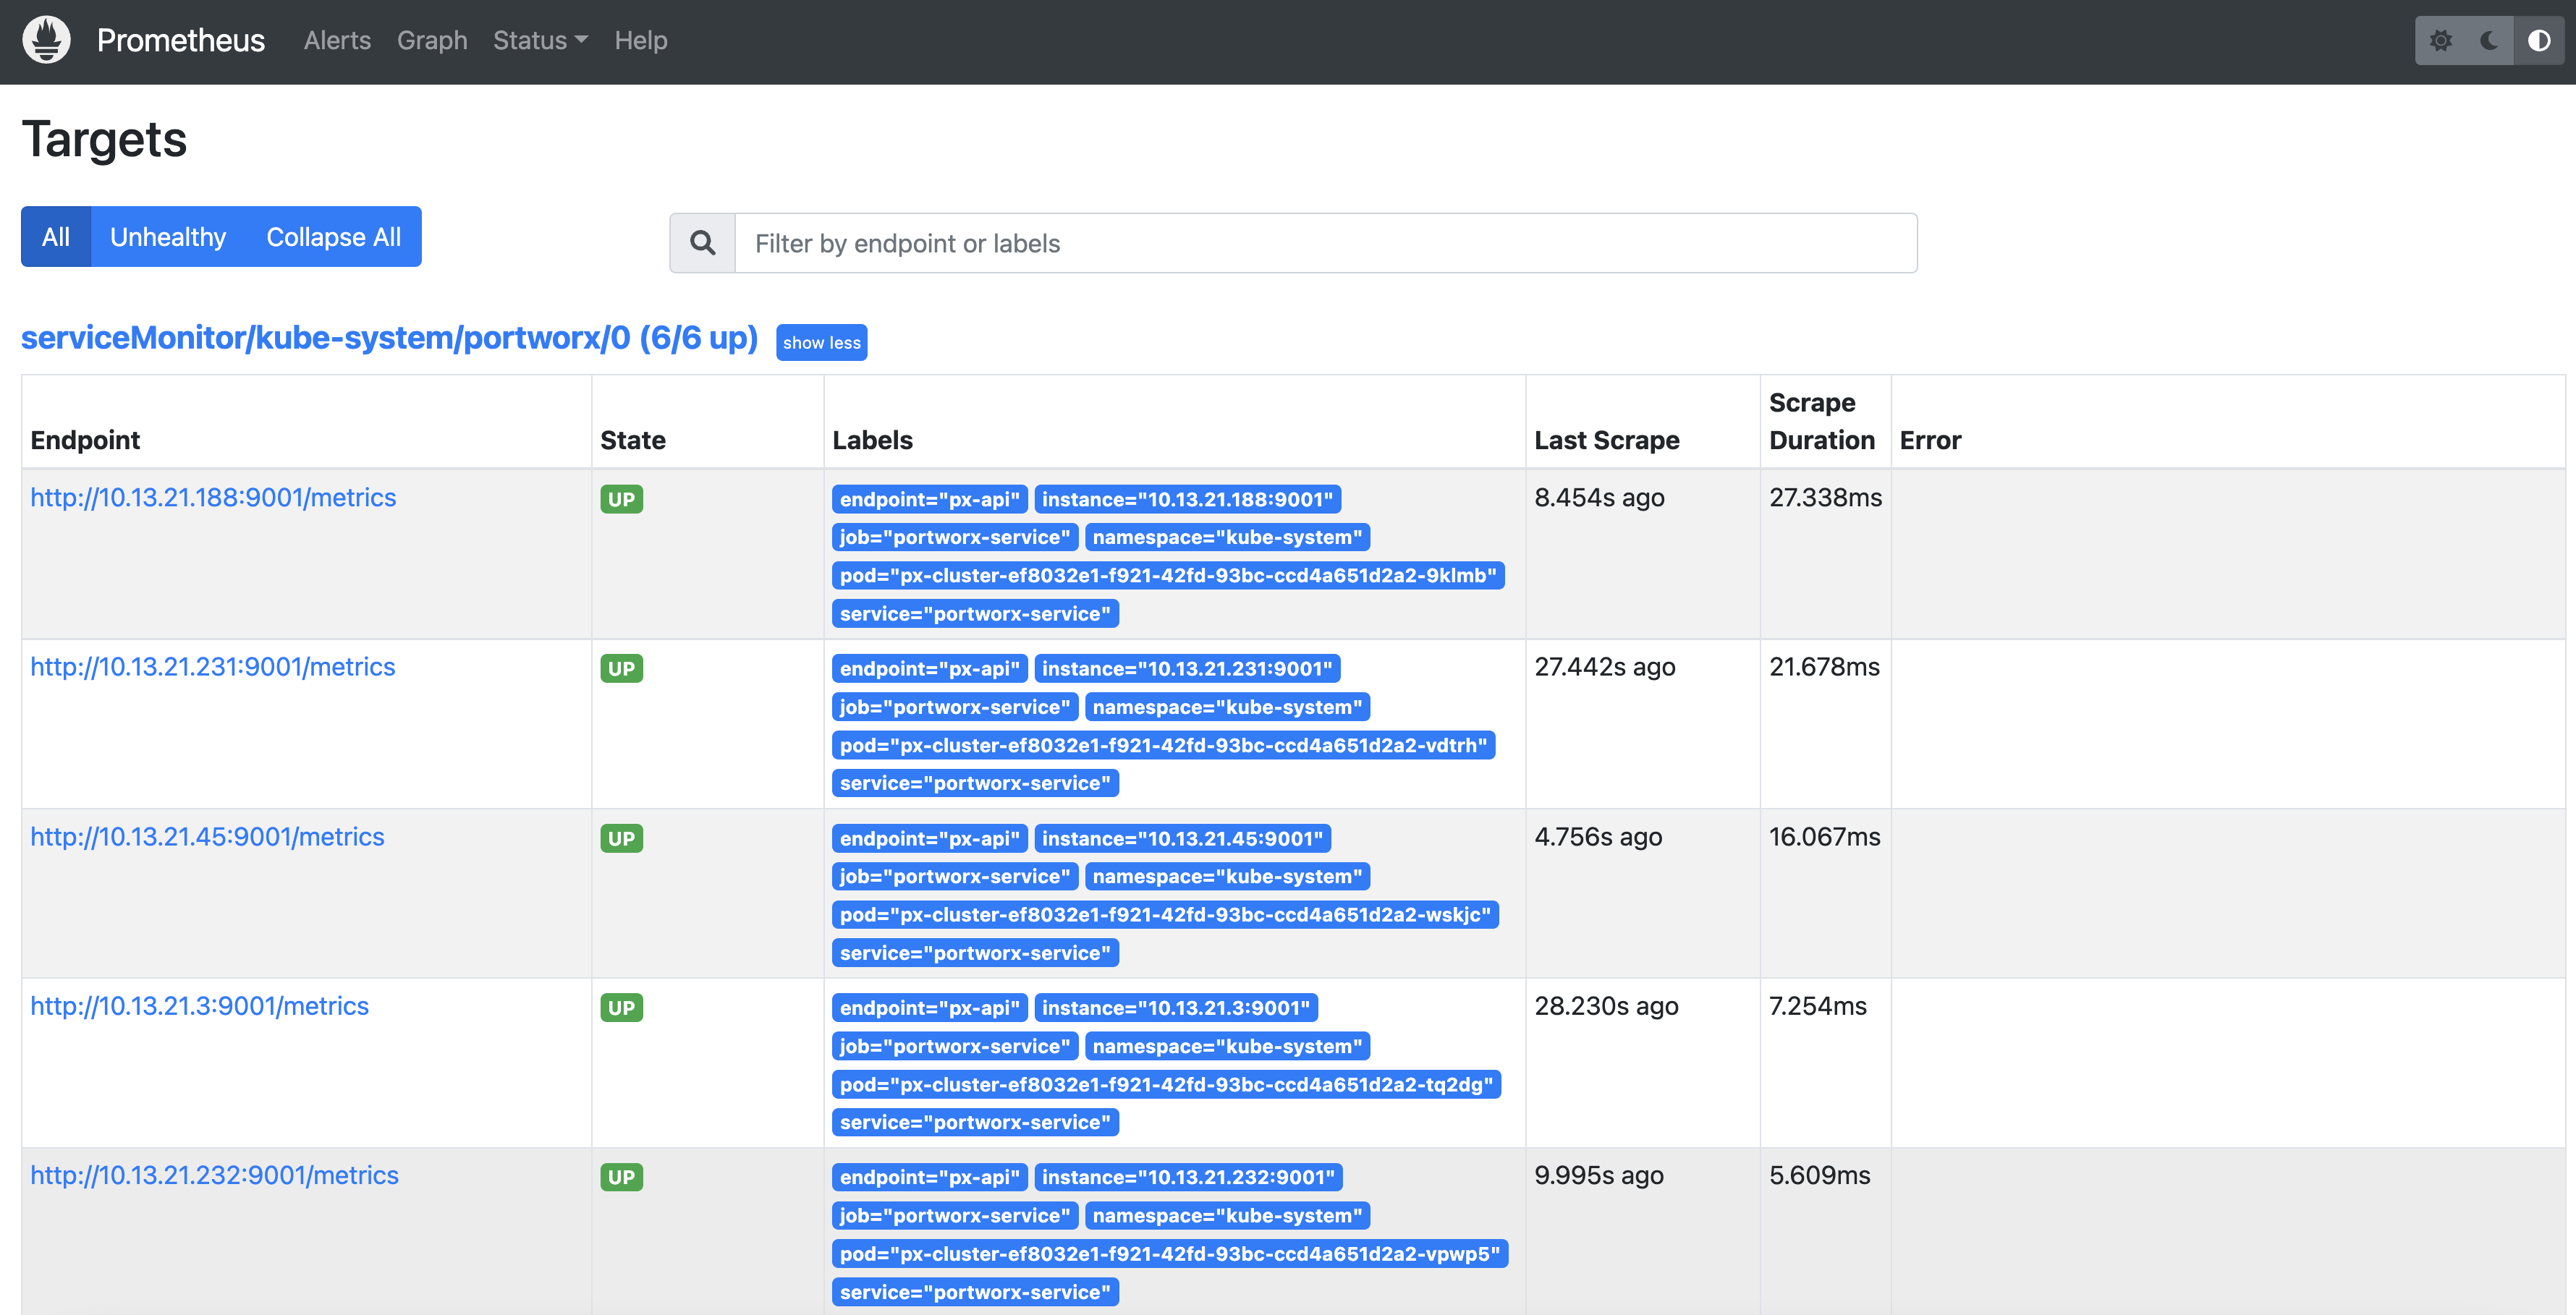 Prometheus Alerts Graph Status Help
Targets
All Unhealthy Collapse All
Filter by endpoint or labels
serviceMonitor/kube-system/portworx/0 (6/6 up) show less
Endpoint State Labels Last Scrape Scrape Duration Error
http://10.13.21.188:9001/metrics UP endpoint="px-api" instance="10.13.21.188:9001" 8.454s ago 27.338ms
job="portworx-service" namespace="kube-system"
pod="px-cluster-ef8032e1-f921-42fd-93bc-ccd4a651d2a2-9klmb"
service="portworx-service"
http://10.13.21.231:9001/metrics UP endpoint="px-api" instance="10.13.21.231:9001" 27.442s ago 21.678ms
job="portworx-service" namespace="kube-system"
pod="px-cluster-ef8032e1-f921-42fd-93bc-ccd4a651d2a2-vdtrh"
service="portworx-service"
http://10.13.21.45:9001/metrics UP endpoint="px-api" instance="10.13.21.45:9001" 4.756s ago 16.067ms
job="portworx-service" namespace="kube-system"
pod="px-cluster-ef8032e1-f921-42fd-93bc-ccd4a651d2a2-wskjc"
service="portworx-service"
http://10.13.21.3:9001/metrics UP endpoint="px-api" instance="10.13.21.3:9001" 28.230s ago 7.254ms
job="portworx-service" namespace="kube-system"
pod="px-cluster-ef8032e1-f921-42fd-93bc-ccd4a651d2a2-tq2dg"
service="portworx-service"
http://10.13.21.232:9001/metrics UP endpoint="px-api" instance="10.13.21.232:9001" 9.995s ago 5.609ms
job="portworx-service" namespace="kube-system"
pod="px-cluster-ef8032e1-f921-42fd-93bc-ccd4a651d2a2-vpwp5"
service="portworx-service"